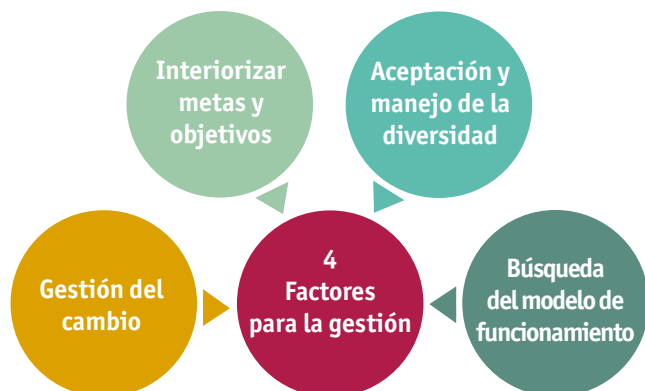 Interiorizar
metas y
objetivos
Aceptación y
manejo de la
diversidad
Gestión del
cambio
4
Factores
para la gestión
Búsqueda
del modelo de
funcionamiento